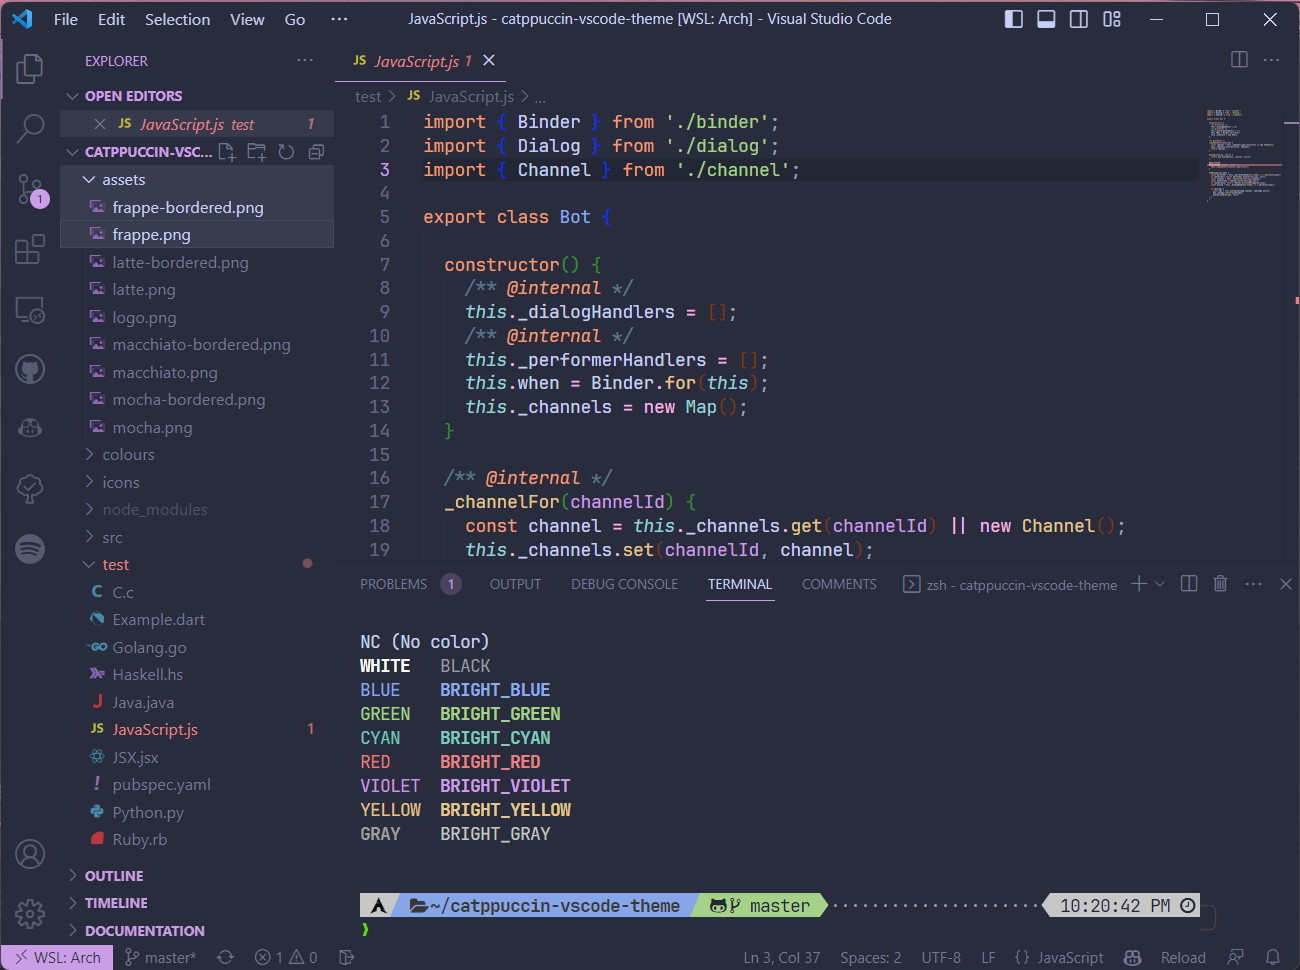 File Edit Selection View Go ··· JavaScript.js - catppuccin-vscode-theme [WSL: Arch] - Visual Studio Code
EXPLORER ···
OPEN EDITORS
JS JavaScript.js test 1
CATPPUCCIN-VSC...
assets
frappe-bordered.png
frappe.png
latte-bordered.png
latte.png
logo.png
macchiato-bordered.png
macchiato.png
mocha-bordered.png
mocha.png
colours
icons
node_modules
src
test
C C.c
Example.dart
GO Golang.go
Haskell.hs
J Java.java
JS JavaScript.js 1
JSX.jsx
! pubspec.yaml
Python.py
Ruby.rb
OUTLINE
TIMELINE
DOCUMENTATION
1
JS JavaScript.js 1
test > JS JavaScript.js > ...
1 import { Binder } from './binder';
2 import { Dialog } from './dialog';
3 import { Channel } from './channel';
4
5 export class Bot {
6
7 constructor() {
8 /** @internal */
9 this._dialogHandlers = [];
10 /** @internal */
11 this._performerHandlers = [];
12 this.when = Binder.for(this);
13 this._channels = new Map();
14 }
15
16 /** @internal */
17 _channelFor(channelId) {
18 const channel = this._channels.get(channelId) || new Channel();
19 this._channels.set(channelId, channel);
PROBLEMS 1 OUTPUT DEBUG CONSOLE TERMINAL COMMENTS zsh - catppuccin-vscode-theme
NC (No color)
WHITE BLACK
BLUE BRIGHT_BLUE
GREEN BRIGHT_GREEN
CYAN BRIGHT_CYAN
RED BRIGHT_RED
VIOLET BRIGHT_VIOLET
YELLOW BRIGHT_YELLOW
GRAY BRIGHT_GRAY
~/catppuccin-vscode-theme master 10:20:42 PM
❯
WSL: Arch master* 1 0 Ln 3, Col 37 Spaces: 2 UTF-8 LF {} JavaScript Reload